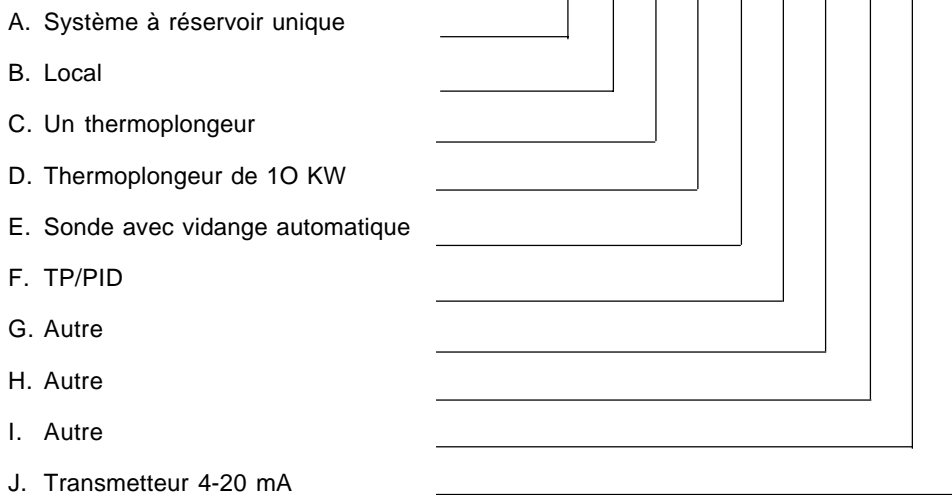 A. Système à réservoir unique
B. Local
C. Un thermoplongeur
D. Thermoplongeur de 1O KW
E. Sonde avec vidange automatique
F. TP/PID
G. Autre
H. Autre
I. Autre
J. Transmetteur 4-20 mA